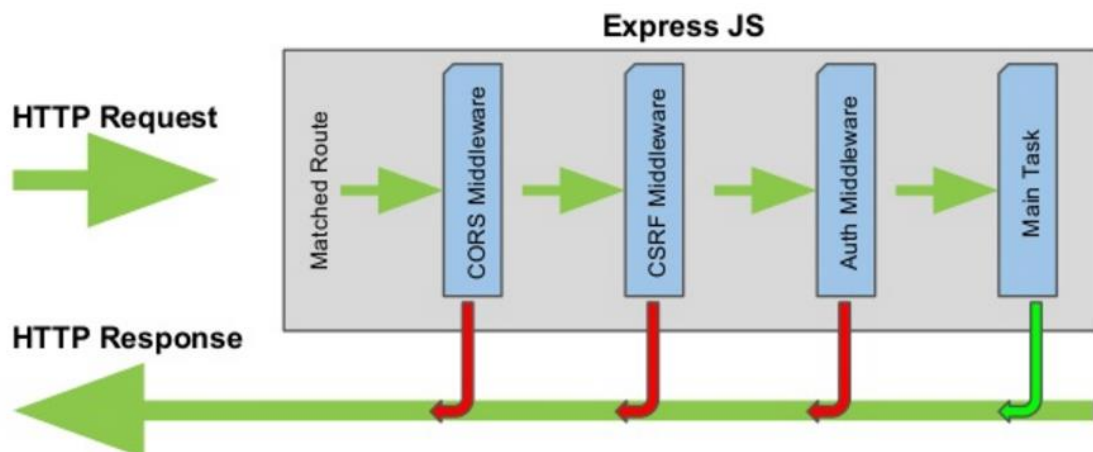 Express JS
HTTP Request
Matched Route
CORS Middleware
CSRF Middleware
Auth Middleware
Main Task
HTTP Response